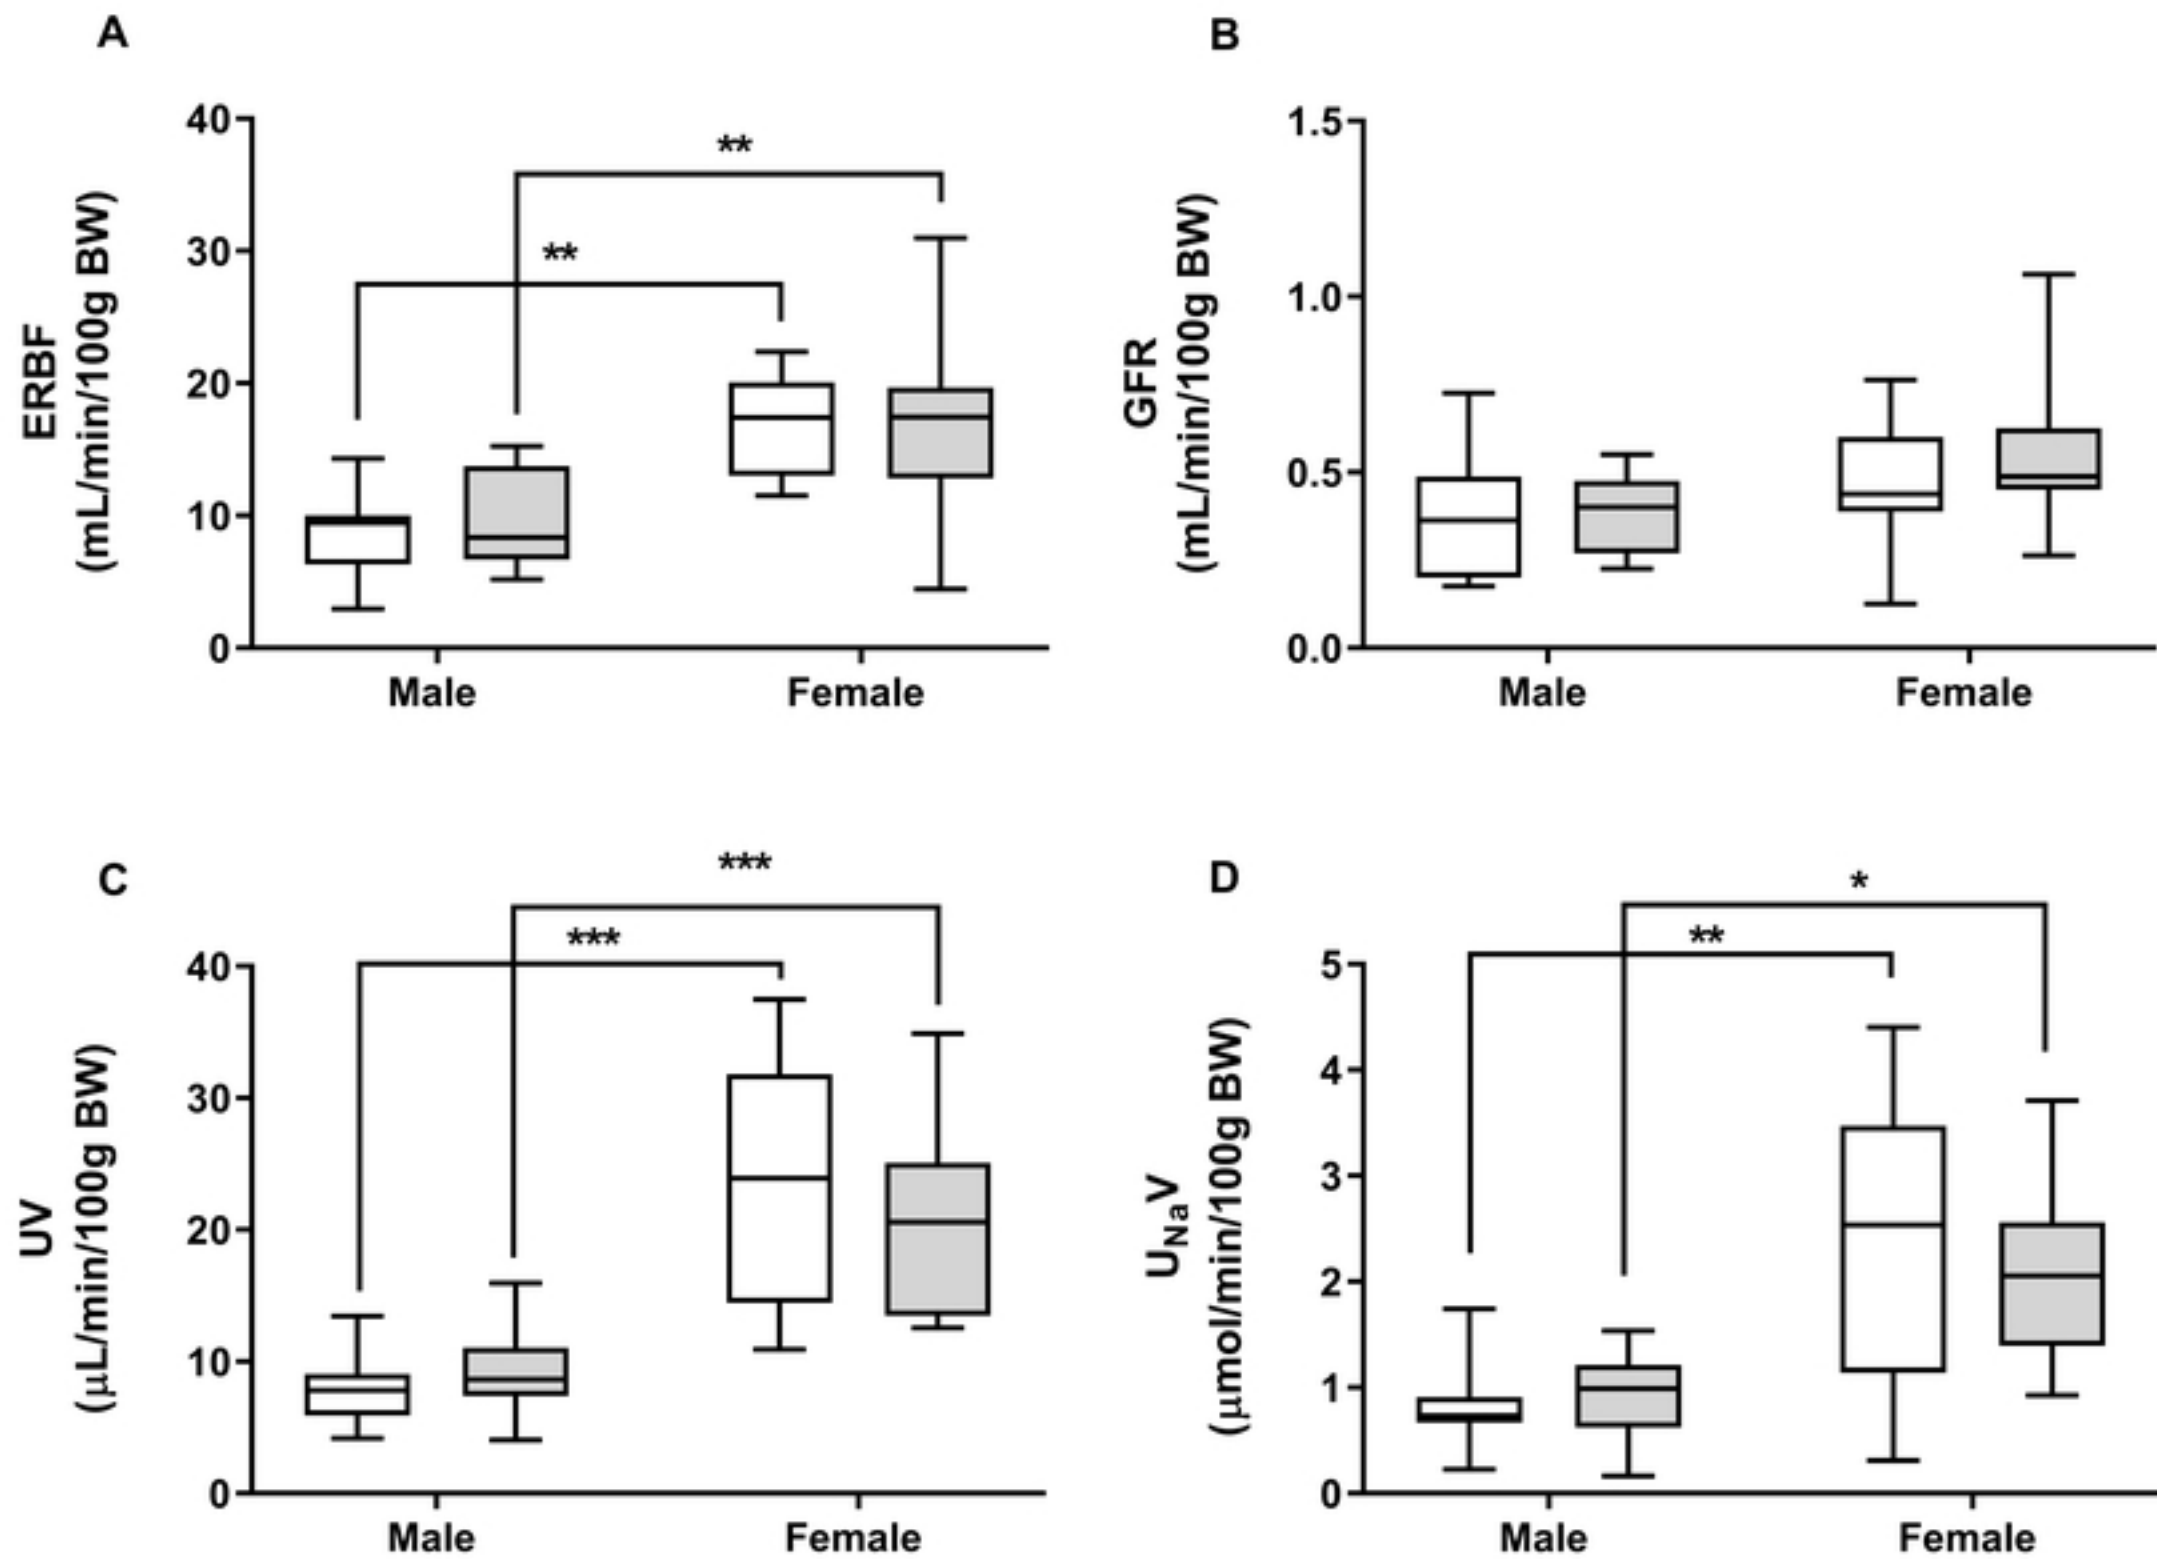 A
ERBF
(mL/min/100g BW)
40
30
20
10
0
**
**
Male
Female
B
GFR
(mL/min/100g BW)
1.5
1.0
0.5
0.0
Male
Female
C
UV
(µL/min/100g BW)
40
30
20
10
0
***
***
Male
Female
D
UNaV
(µmol/min/100g BW)
5
4
3
2
1
0
*
**
Male
Female